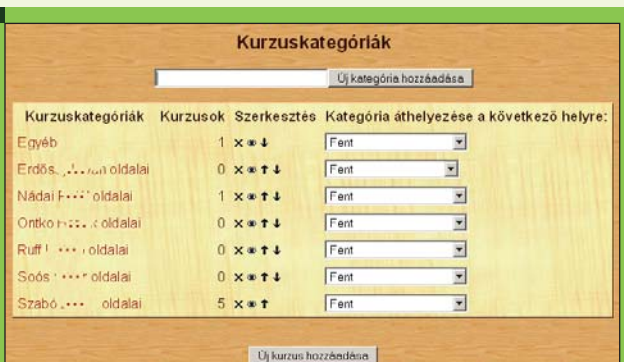 Kurzuskategóriák
Új kategória hozzáadása
Kurzuskategóriák Kurzusok Szerkesztés Kategória áthelyezése a következő helyre:
Egyéb 1 Fent
Erdős oldalai 0 Fent
Nádai oldalai 1 Fent
Ontko oldalai 0 Fent
Ruff oldalai 0 Fent
Soós oldalai 0 Fent
Szabó oldalai 5 Fent
Új kurzus hozzáadása